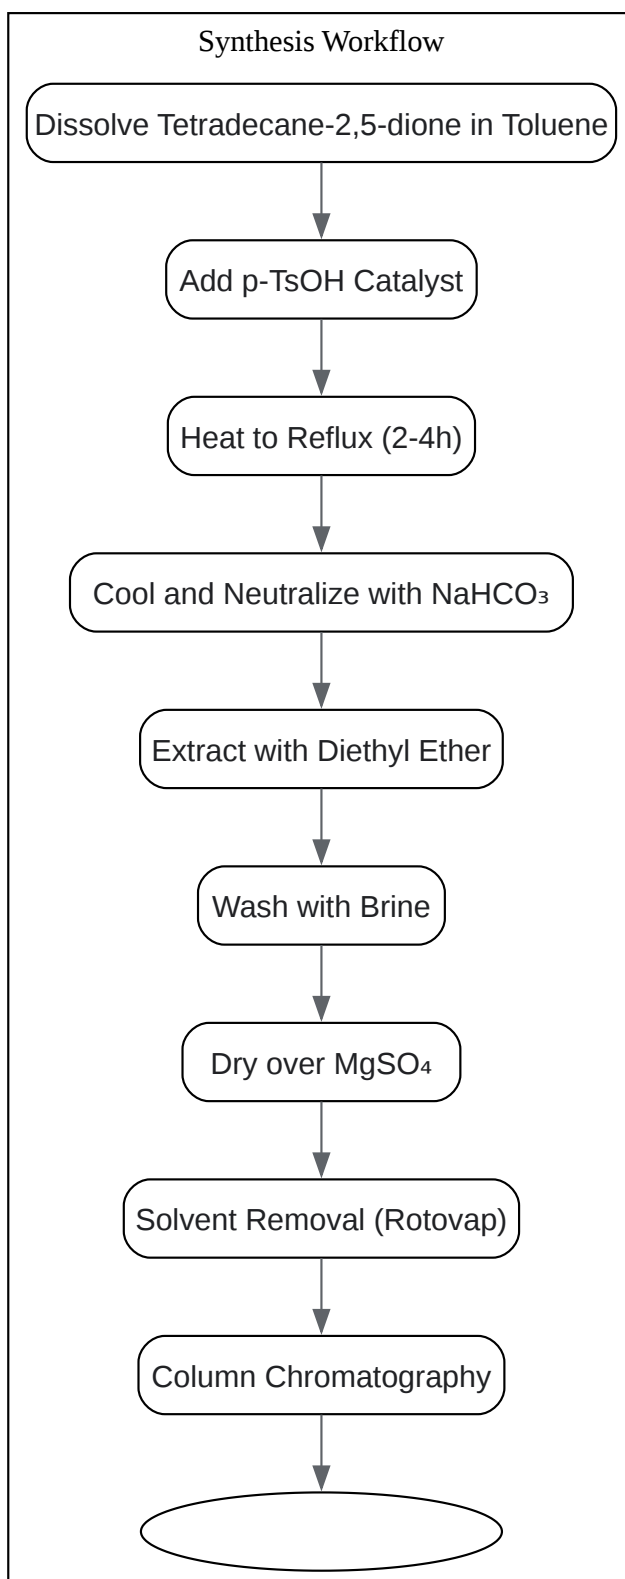 Synthesis Workflow
Dissolve Tetradecane-2,5-dione in Toluene
Add p-TsOH Catalyst
Heat to Reflux (2-4h)
Cool and Neutralize with NaHCO₃
Extract with Diethyl Ether
Wash with Brine
Dry over MgSO₄
Solvent Removal (Rotovap)
Column Chromatography